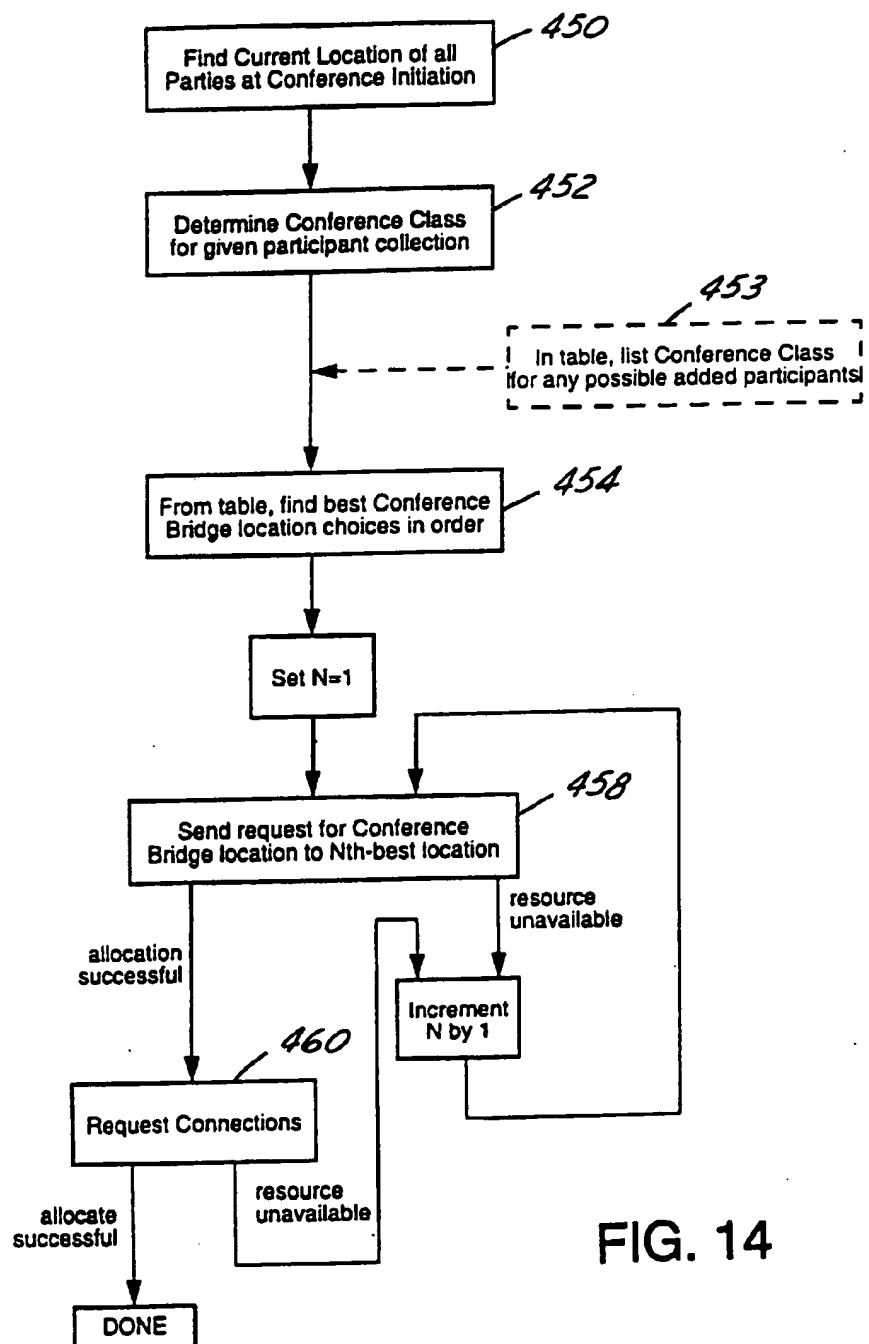 450
Find Current Location of all
Parties at Conference Initiation
452
Determine Conference Class
for given participant collection
453
In table, list Conference Class
for any possible added participants
454
From table, find best Conference
Bridge location choices in order
Set N=1
458
Send request for Conference
Bridge location to Nth-best location
resource
unavailable
allocation
successful
Increment
N by 1
460
Request Connections
resource
unavailable
allocate
successful
FIG. 14
DONE